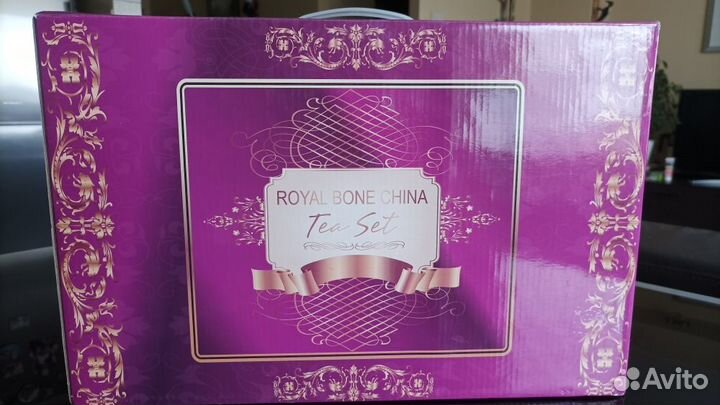 ROYAL BONE CHINA
Tea Set
Avito